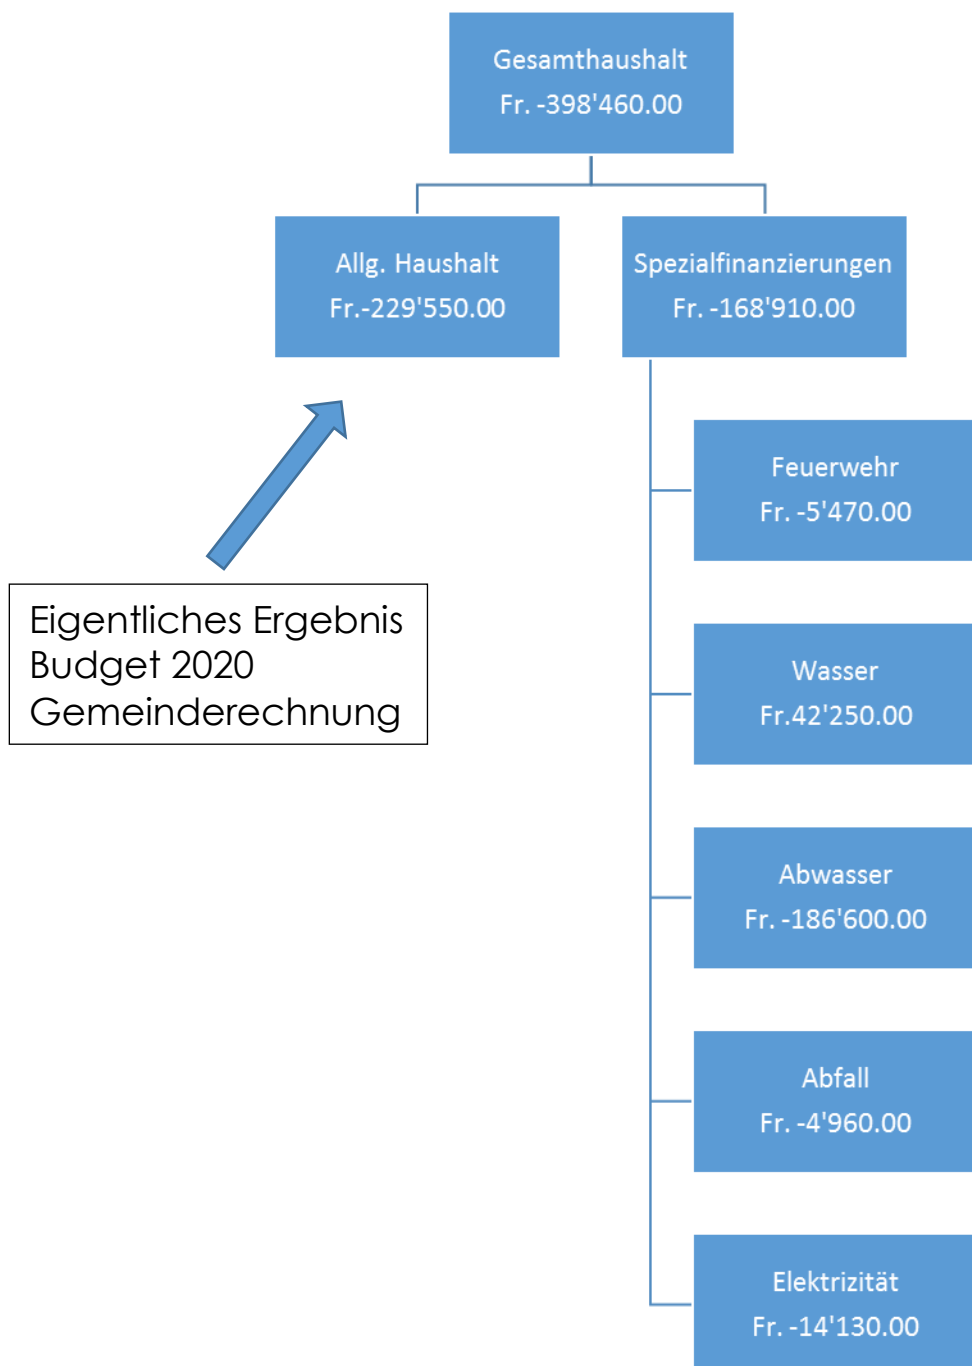 Gesamthaushalt
Fr. -398'460.00
Allg. Haushalt
Fr.-229'550.00
Spezialfinanzierungen
Fr. -168'910.00
Feuerwehr
Fr. -5'470.00
Eigentliches Ergebnis
Budget 2020
Gemeinderechnung
Wasser
Fr.42'250.00
Abwasser
Fr. -186'600.00
Abfall
Fr. -4'960.00
Elektrizität
Fr. -14'130.00